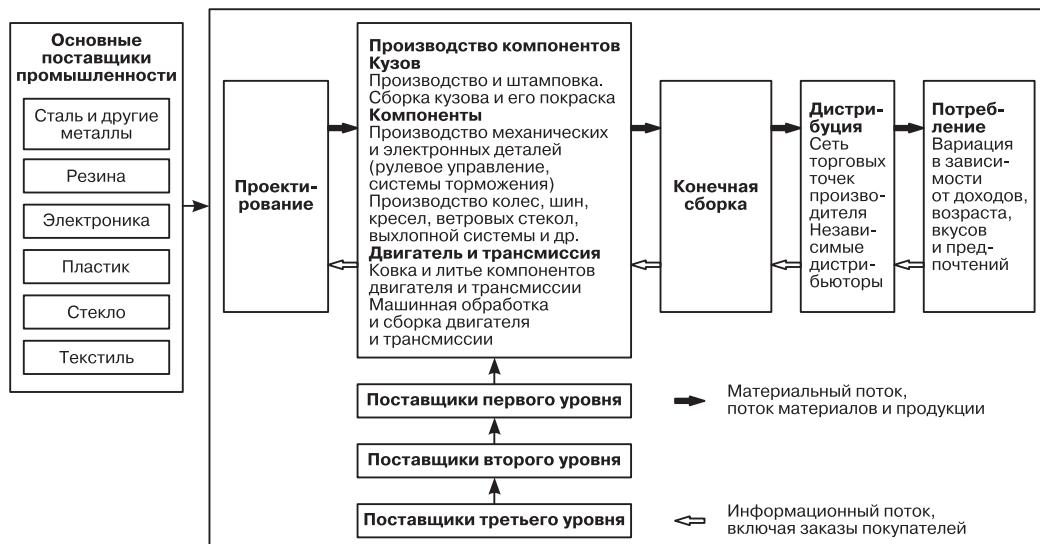 Основные
поставщики
промышленности
Сталь и другие
металлы
Резина
Электроника
Пластик
Стекло
Текстиль
Проекти-
рование
Производство компонентов
Кузов
Производство и штамповка.
Сборка кузова и его покраска
Компоненты
Производство механических
и электронных деталей
(рулевое управление,
системы торможения)
Производство колес, шин,
кресел, ветровых стекол,
выхлопной системы и др.
Двигатель и трансмиссия
Ковка и литье компонентов
двигателя и трансмиссии
Машинная обработка
и сборка двигателя
и трансмиссии
Конечная
сборка
Дистри-
буция
Сеть
торговых
точек
произво-
дителя
Незави-
симые
дистри-
бьюторы
Потреб-
ление
Вариация
в зависи-
мости
от доходов,
возраста,
вкусов
и пред-
почтений
Поставщики первого уровня
Поставщики второго уровня
Поставщики третьего уровня
Материальный поток,
поток материалов и продукции
Информационный поток,
включая заказы покупателей